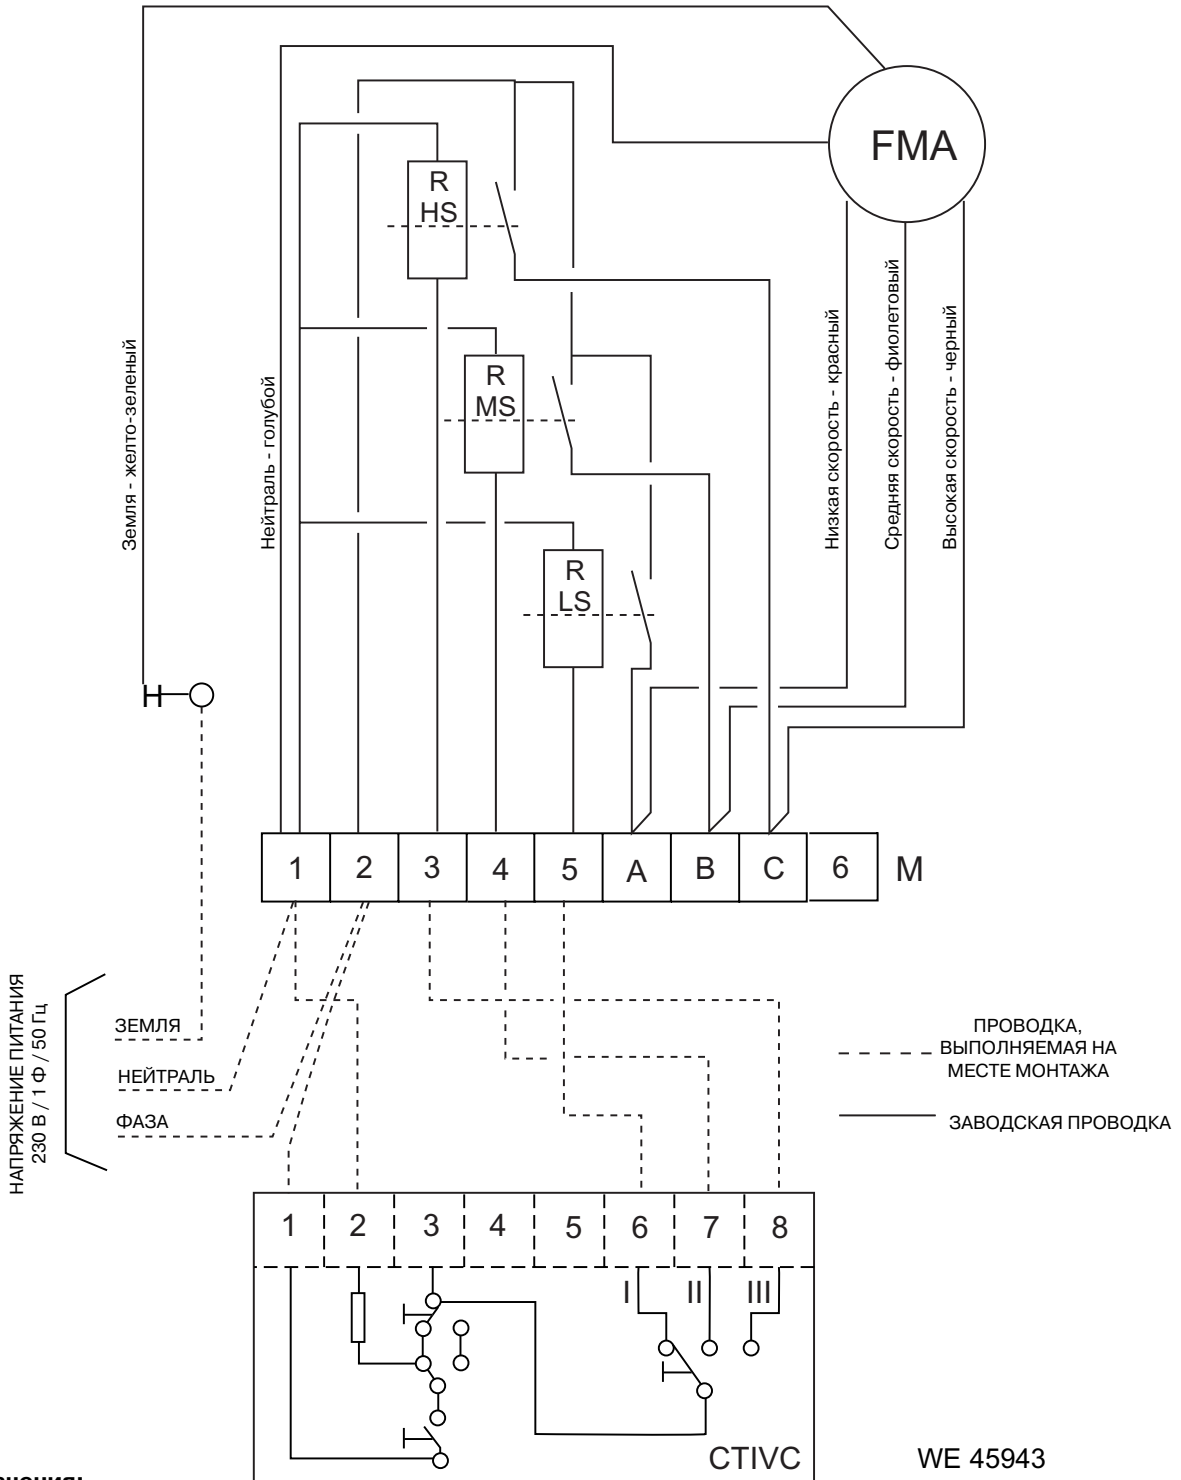 FMA
R
HS
R
MS
R
LS
Земля - желто-зеленый
Нейтраль - голубой
Низкая скорость - красный
Средняя скорость - фиолетовый
Высокая скорость - черный
1 2 3 4 5 A B C 6 M
НАПРЯЖЕНИЕ ПИТАНИЯ
230 В / 1 Ф / 50 Гц
ЗЕМЛЯ
НЕЙТРАЛЬ
ФАЗА
ПРОВОДКА,
ВЫПОЛНЯЕМАЯ НА
МЕСТЕ МОНТАЖА
ЗАВОДСКАЯ ПРОВОДКА
1 2 3 4 5 6 7 8
I II III
CTIVC
WE 45943